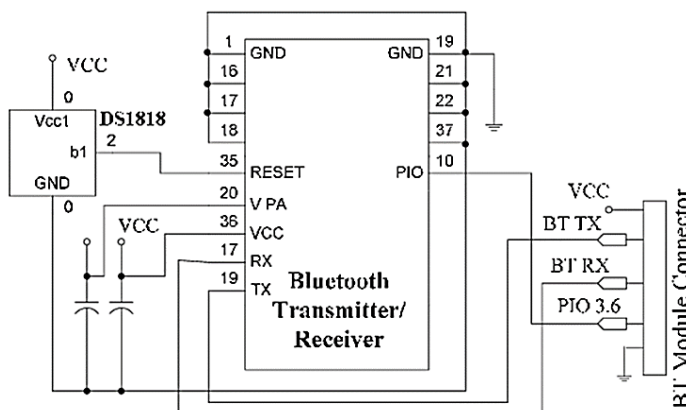 VCC
0
DS1818
Vcc1
b1
2
GND
0
VCC
1
GND
16
17
18
35
RESET
20
V PA
36
VCC
17
RX
19
TX
Bluetooth
Transmitter/
Receiver
GND
19
21
22
37
10
PIO
VCC
BT TX
BT RX
PIO 3.6
BT Module Connector